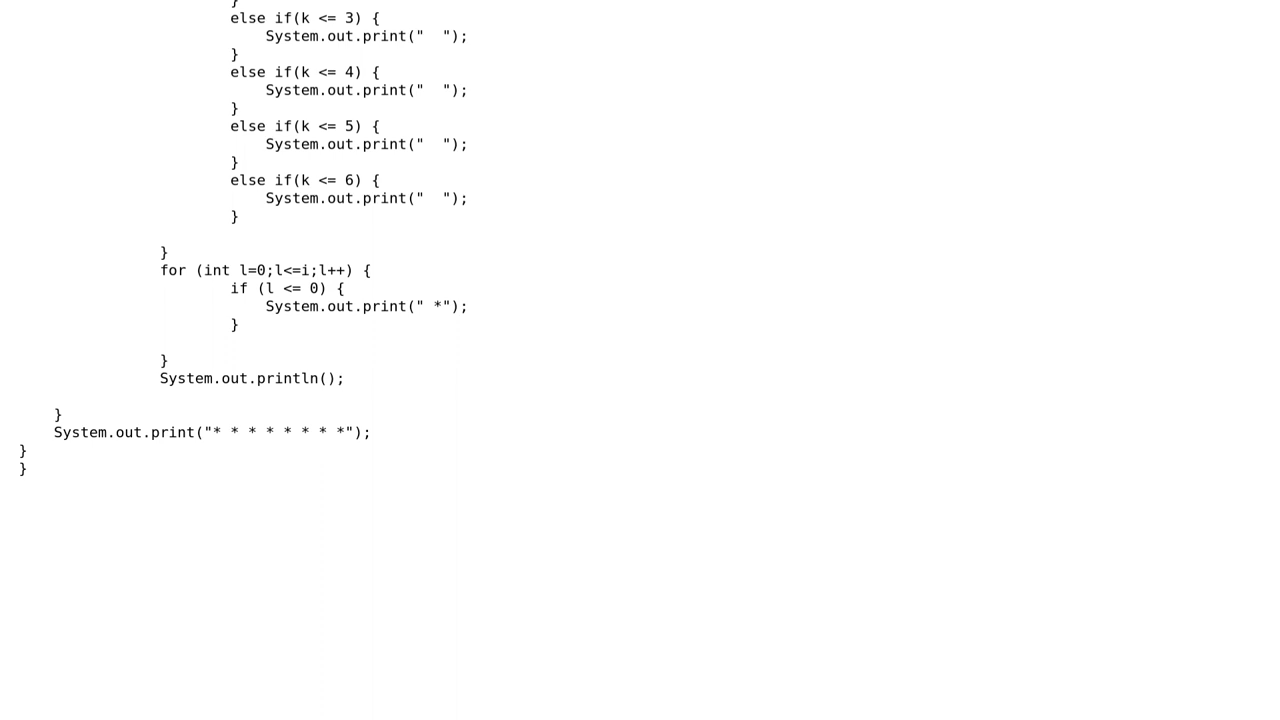 }
else if(k <= 3) {
System.out.print("  ");
}
else if(k <= 4) {
System.out.print("  ");
}
else if(k <= 5) {
System.out.print("  ");
}
else if(k <= 6) {
System.out.print("  ");
}
}
for (int l=0;l<=i;l++) {
if (l <= 0) {
System.out.print(" *");
}
}
System.out.println();
}
System.out.print("* * * * * * * *");
}
}